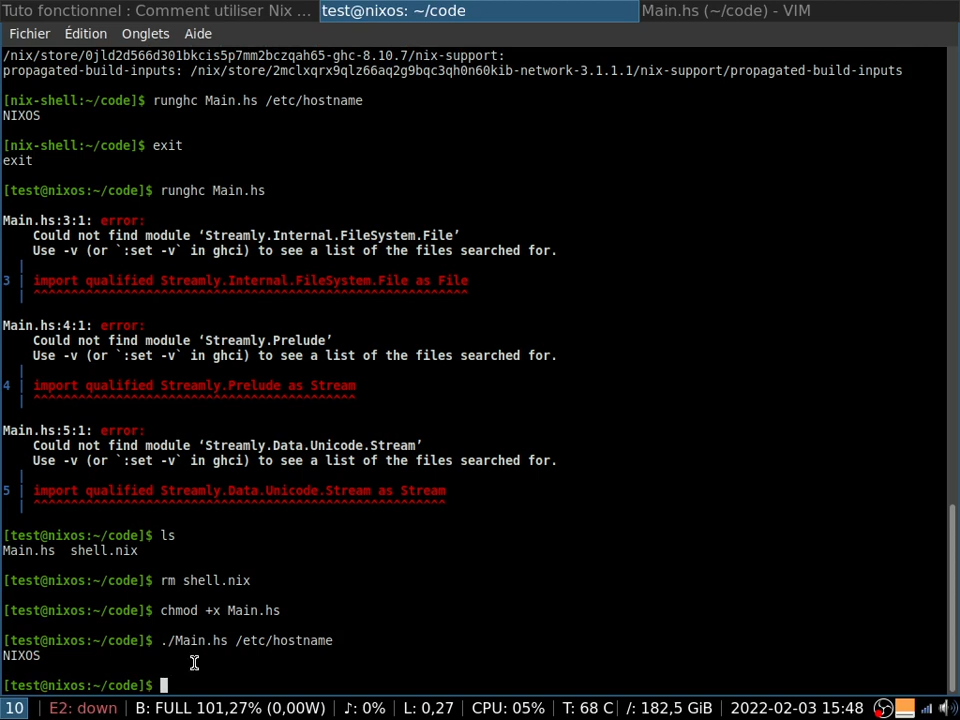 Tuto fonctionnel : Comment utiliser Nix ...
test@nixos: ~/code
Main.hs (~/code) - VIM
Fichier Édition Onglets Aide
/nix/store/0jld2d566d301bkcis5p7mm2bczqah65-ghc-8.10.7/nix-support:
propagated-build-inputs: /nix/store/2mclxqrx9qlz66aq2g9bqc3qh0n60kib-network-3.1.1.1/nix-support/propagated-build-inputs
[nix-shell:~/code]$ runghc Main.hs /etc/hostname
NIXOS
[nix-shell:~/code]$ exit
exit
[test@nixos:~/code]$ runghc Main.hs
Main.hs:3:1: error:
    Could not find module ‘Streamly.Internal.FileSystem.File’
    Use -v (or `:set -v` in ghci) to see a list of the files searched for.
  |
3 | import qualified Streamly.Internal.FileSystem.File as File
  | ^^^^^^^^^^^^^^^^^^^^^^^^^^^^^^^^^^^^^^^^^^^^^^^^^^^^^^^^^^
Main.hs:4:1: error:
    Could not find module ‘Streamly.Prelude’
    Use -v (or `:set -v` in ghci) to see a list of the files searched for.
  |
4 | import qualified Streamly.Prelude as Stream
  | ^^^^^^^^^^^^^^^^^^^^^^^^^^^^^^^^^^^^^^^^^^^
Main.hs:5:1: error:
    Could not find module ‘Streamly.Data.Unicode.Stream’
    Use -v (or `:set -v` in ghci) to see a list of the files searched for.
  |
5 | import qualified Streamly.Data.Unicode.Stream as Stream
  | ^^^^^^^^^^^^^^^^^^^^^^^^^^^^^^^^^^^^^^^^^^^^^^^^^^^^^^^
[test@nixos:~/code]$ ls
Main.hs  shell.nix
[test@nixos:~/code]$ rm shell.nix
[test@nixos:~/code]$ chmod +x Main.hs
[test@nixos:~/code]$ ./Main.hs /etc/hostname
NIXOS
[test@nixos:~/code]$
10 | E2: down | B: FULL 101,27% (0,00W) | ♪: 0% | L: 0,27 | CPU: 05% | T: 68 C | /: 182,5 GiB | 2022-02-03 15:48